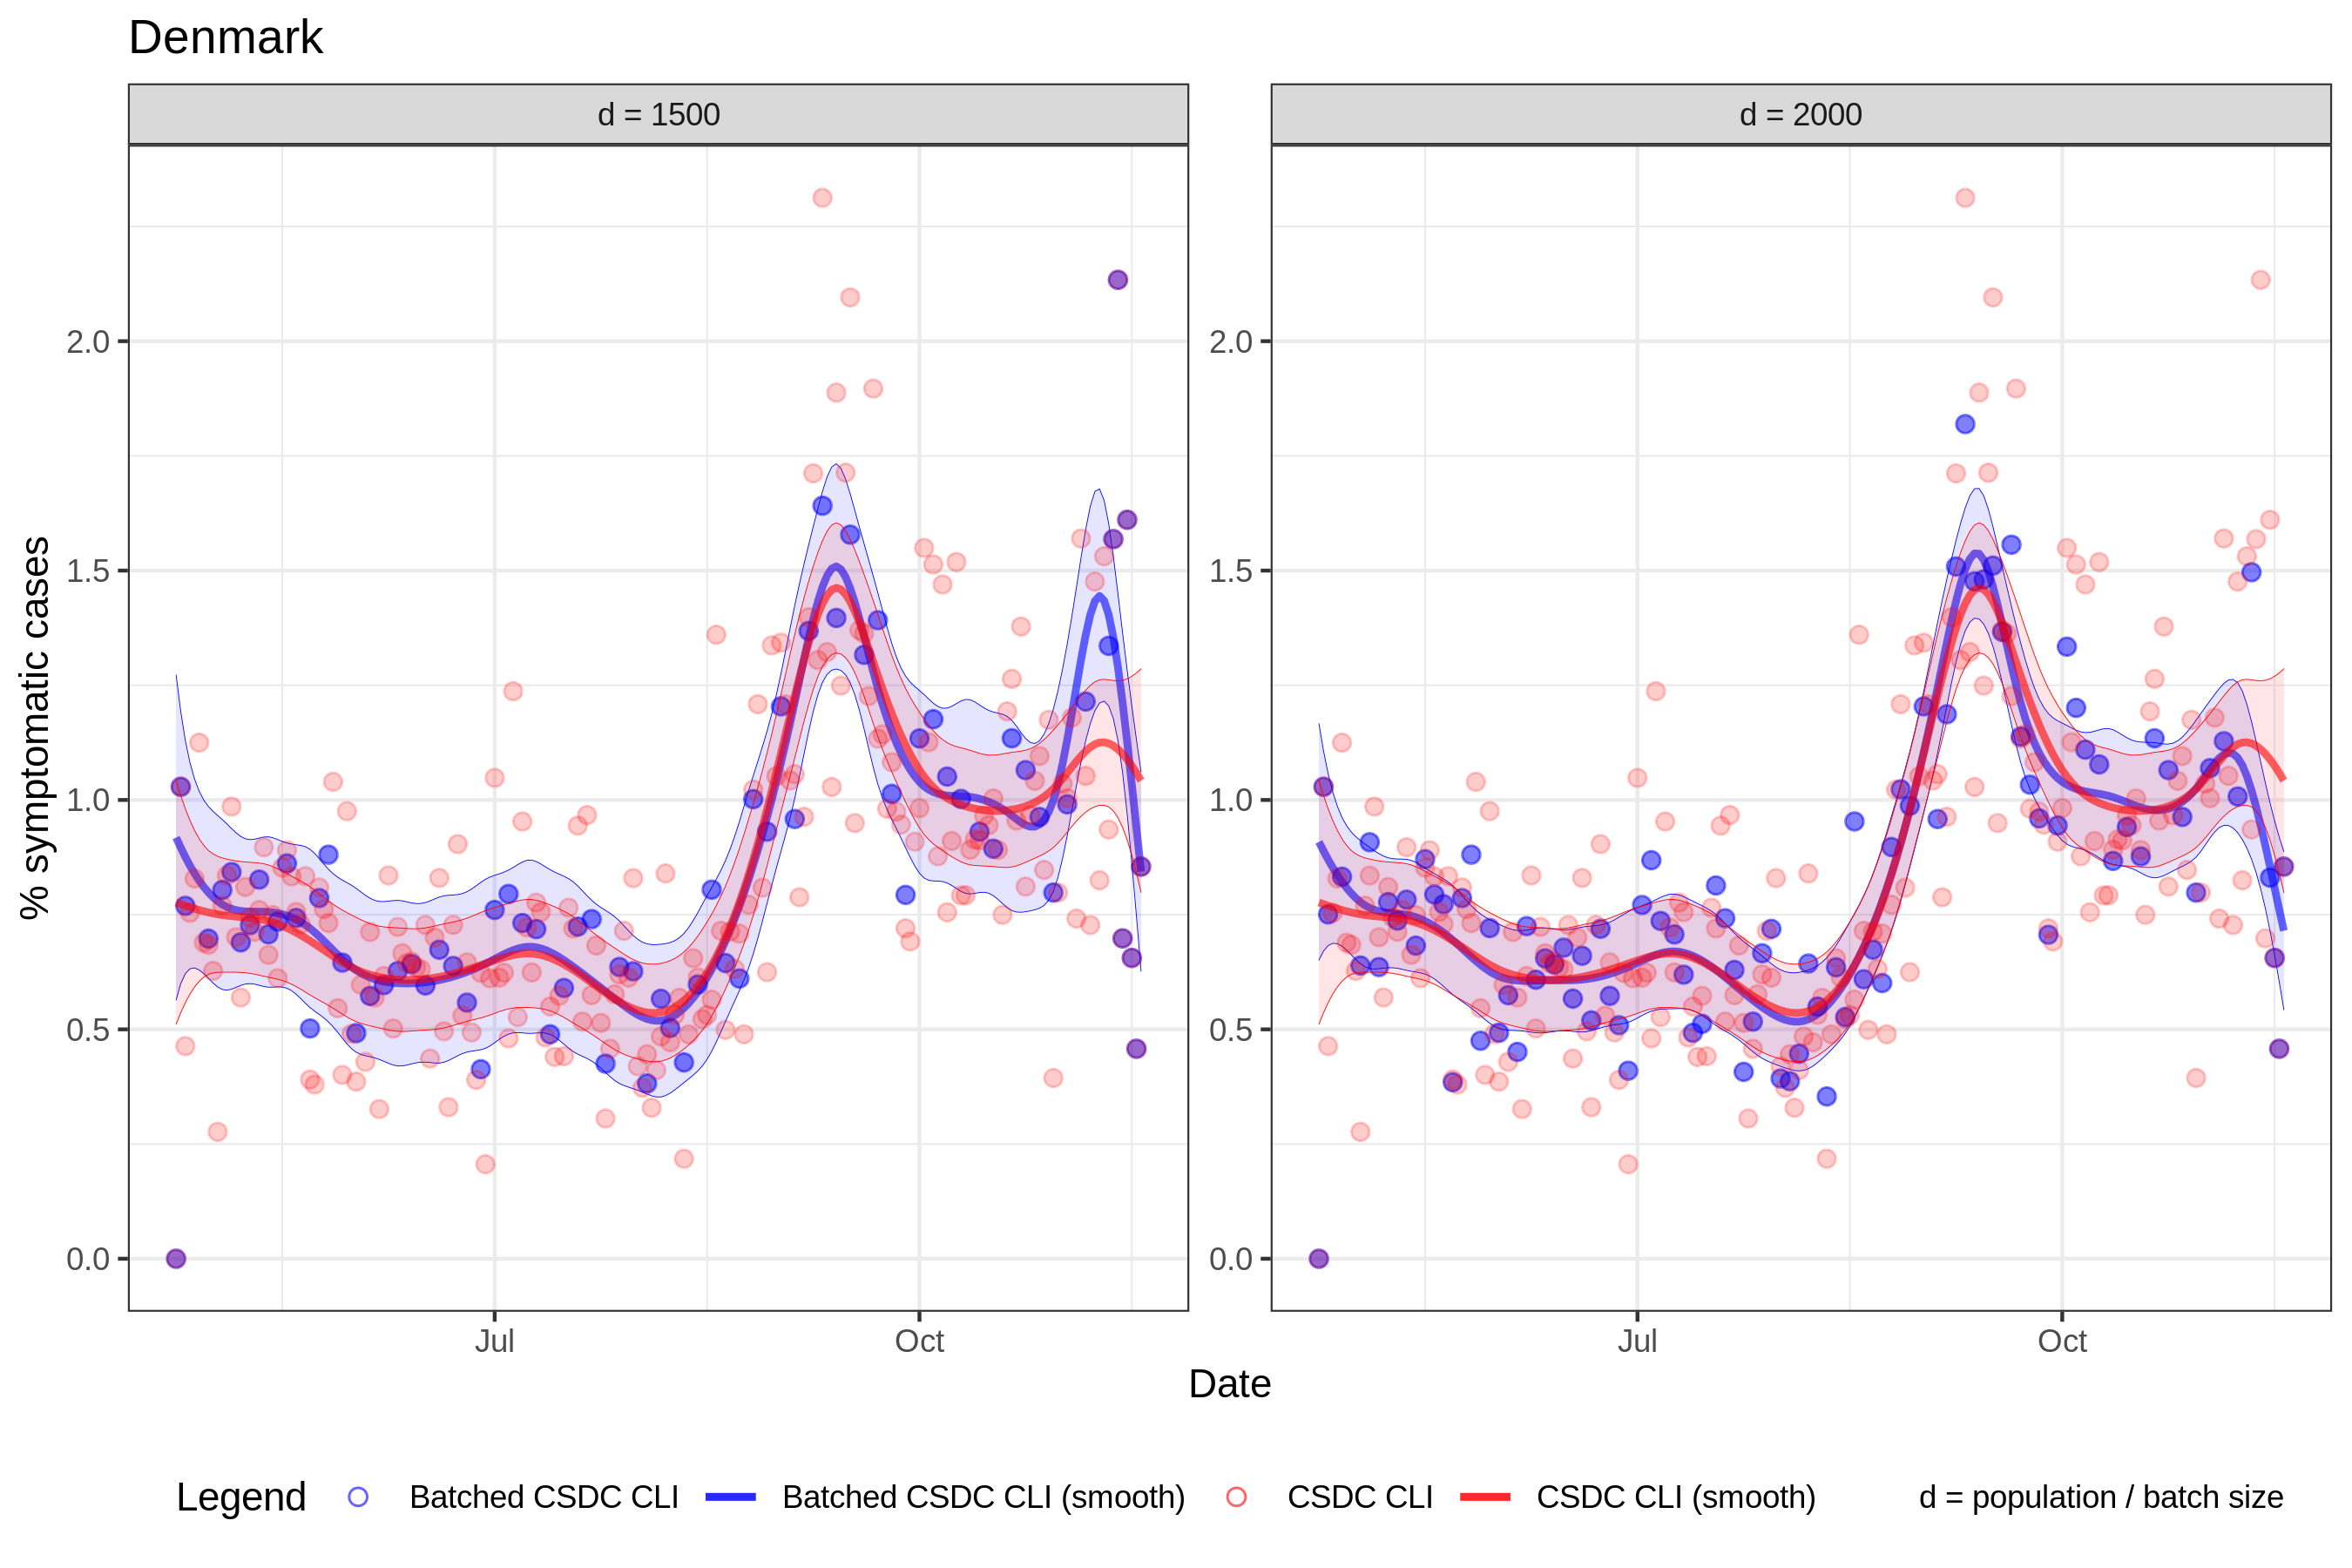 Denmark
d = 1500
d = 2000
% symptomatic cases
2.0
1.5
1.0
0.5
0.0
2.0
1.5
1.0
0.5
0.0
Jul
Oct
Jul
Oct
Date
Legend
Batched CSDC CLI
Batched CSDC CLI (smooth)
CSDC CLI
CSDC CLI (smooth)
d = population / batch size